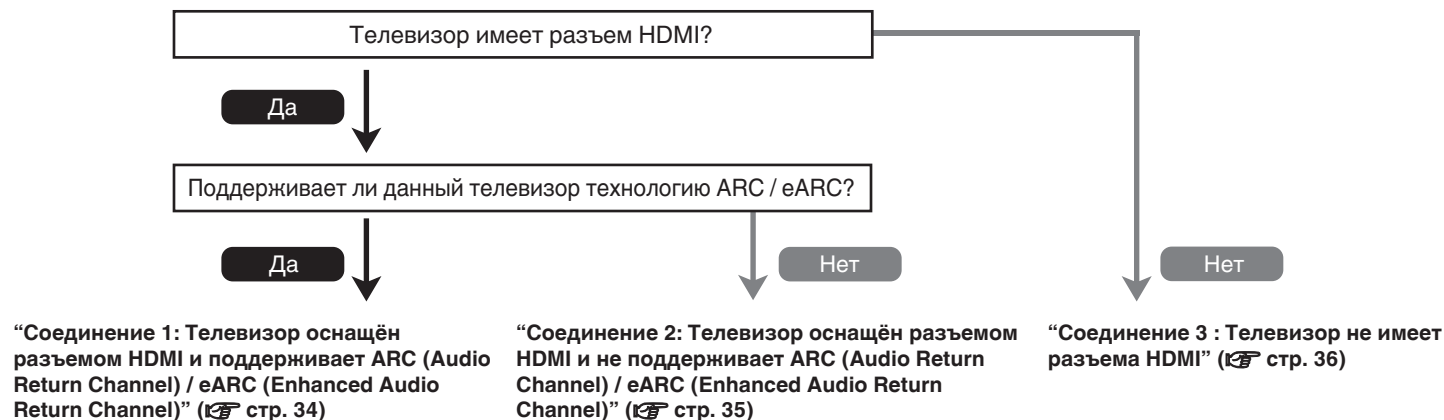 Телевизор имеет разъем HDMI?
Да
Поддерживает ли данный телевизор технологию ARC / eARC?
Да
Нет
Нет
“Соединение 1: Телевизор оснащён
разъемом HDMI и поддерживает ARC (Audio
Return Channel) / eARC (Enhanced Audio
Return Channel)” (стр. 34)
“Соединение 2: Телевизор оснащён разъемом
HDMI и не поддерживает ARC (Audio Return
Channel) / eARC (Enhanced Audio Return
Channel)” (стр. 35)
“Соединение 3 : Телевизор не имеет
разъема HDMI” (стр. 36)